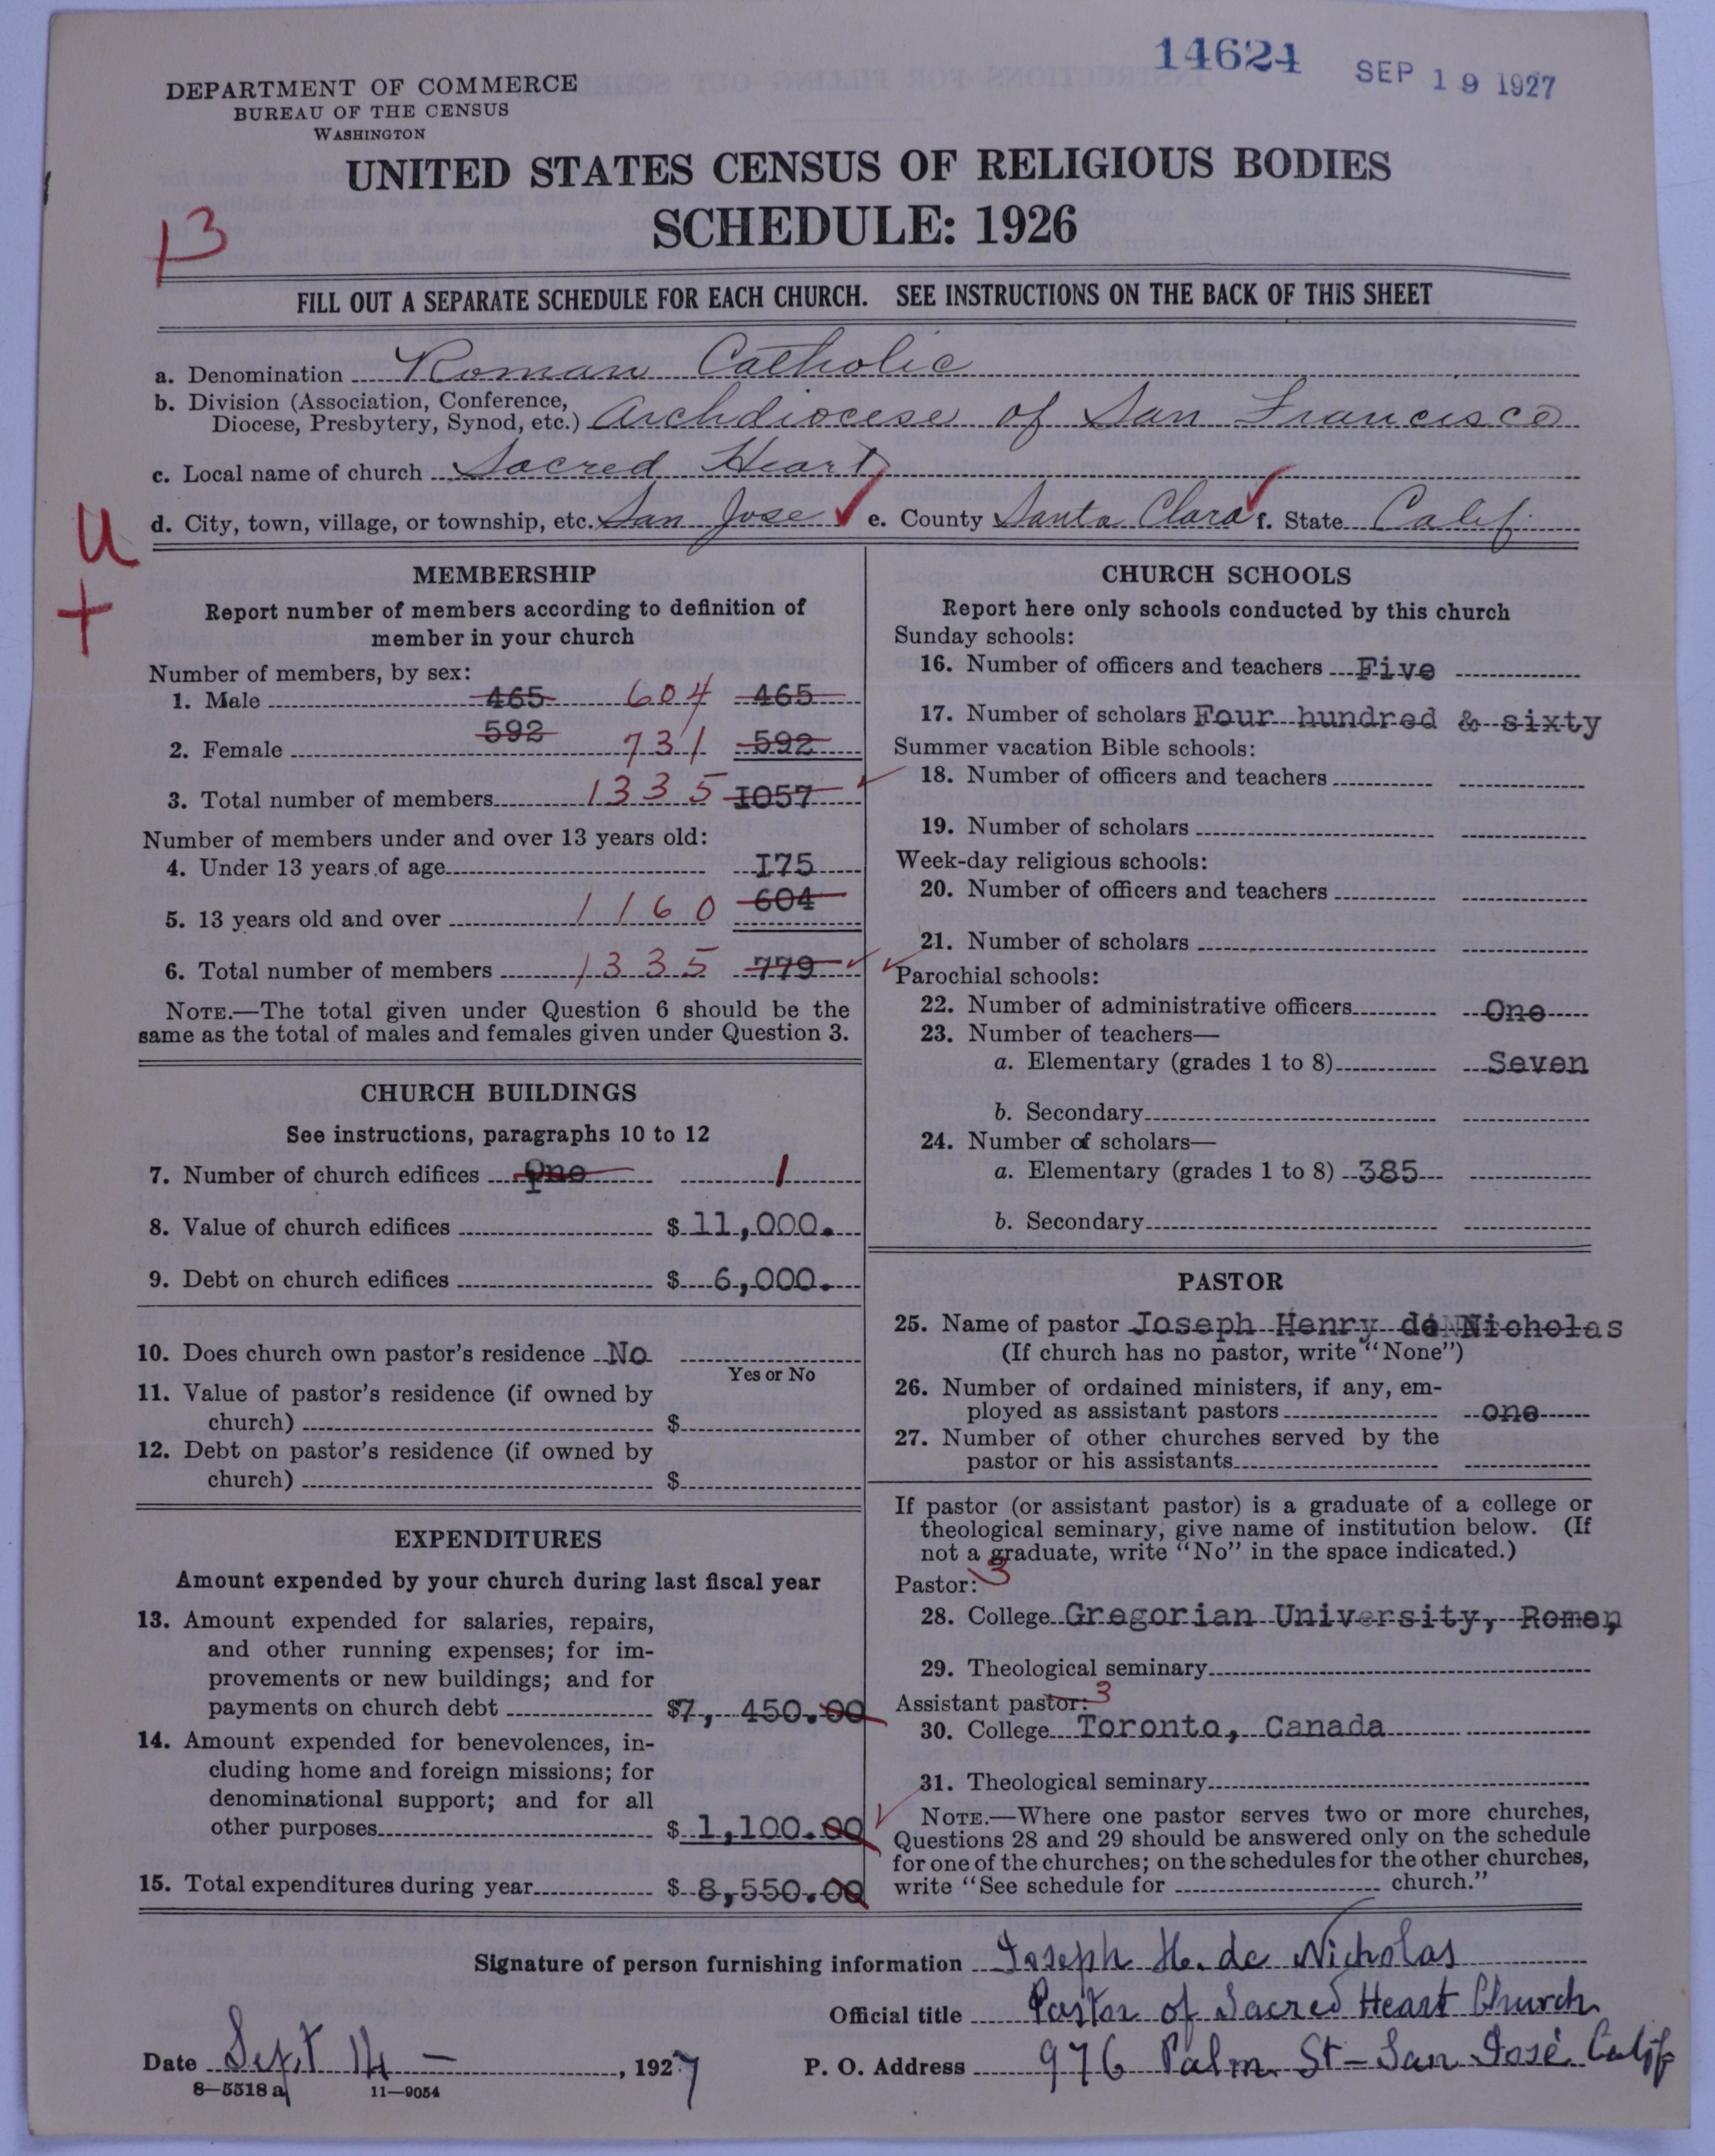 14624
SEP 19 1927
DEPARTMENT OF COMMERCE
BUREAU OF THE CENSUS
WASHINGTON
UNITED STATES CENSUS OF RELIGIOUS BODIES
SCHEDULE: 1926
13
FILL OUT A SEPARATE SCHEDULE FOR EACH CHURCH. SEE INSTRUCTIONS ON THE BACK OF THIS SHEET
a. Denomination Roman Catholic
b. Division (Association, Conference,
Diocese, Presbytery, Synod, etc.) Archdiocese of San Francisco
c. Local name of church Sacred Heart
d. City, town, village, or township, etc. San Jose e. County Santa Clara f. State Calif.
U
+
MEMBERSHIP
Report number of members according to definition of
member in your church
Number of members, by sex:
1. Male 465 604 465
2. Female 592 731 592
3. Total number of members 1335 1057
Number of members under and over 13 years old:
4. Under 13 years of age 175
5. 13 years old and over 1160 604
6. Total number of members 1335 779
NOTE.—The total given under Question 6 should be the
same as the total of males and females given under Question 3.
CHURCH BUILDINGS
See instructions, paragraphs 10 to 12
7. Number of church edifices One 1
8. Value of church edifices $ 11,000.
9. Debt on church edifices $ 6,000.
10. Does church own pastor's residence No
Yes or No
11. Value of pastor's residence (if owned by
church) $
12. Debt on pastor's residence (if owned by
church) $
EXPENDITURES
Amount expended by your church during last fiscal year
13. Amount expended for salaries, repairs,
and other running expenses; for im-
provements or new buildings; and for
payments on church debt $7, 450.00
14. Amount expended for benevolences, in-
cluding home and foreign missions; for
denominational support; and for all
other purposes $ 1,100.00
15. Total expenditures during year $ 8,550.00
CHURCH SCHOOLS
Report here only schools conducted by this church
Sunday schools:
16. Number of officers and teachers Five
17. Number of scholars Four hundred & sixty
Summer vacation Bible schools:
18. Number of officers and teachers
19. Number of scholars
Week-day religious schools:
20. Number of officers and teachers
21. Number of scholars
Parochial schools:
22. Number of administrative officers One
23. Number of teachers—
a. Elementary (grades 1 to 8) Seven
b. Secondary
24. Number of scholars—
a. Elementary (grades 1 to 8) 385
b. Secondary
PASTOR
25. Name of pastor Joseph Henry de Nicholas
(If church has no pastor, write "None")
26. Number of ordained ministers, if any, em-
ployed as assistant pastors one
27. Number of other churches served by the
pastor or his assistants
If pastor (or assistant pastor) is a graduate of a college or
theological seminary, give name of institution below. (If
not a graduate, write "No" in the space indicated.)
Pastor: 3
28. College Gregorian University, Rome,
29. Theological seminary
Assistant pastor: 3
30. College Toronto, Canada
31. Theological seminary
NOTE.—Where one pastor serves two or more churches,
Questions 28 and 29 should be answered only on the schedule
for one of the churches; on the schedules for the other churches,
write "See schedule for church."
Signature of person furnishing information Joseph H. de Nicholas
Official title Pastor of Sacred Heart Church
Date Sept 14 — , 1927 P. O. Address 976 Palm St - San José Calif
8—5518 a 11—9054